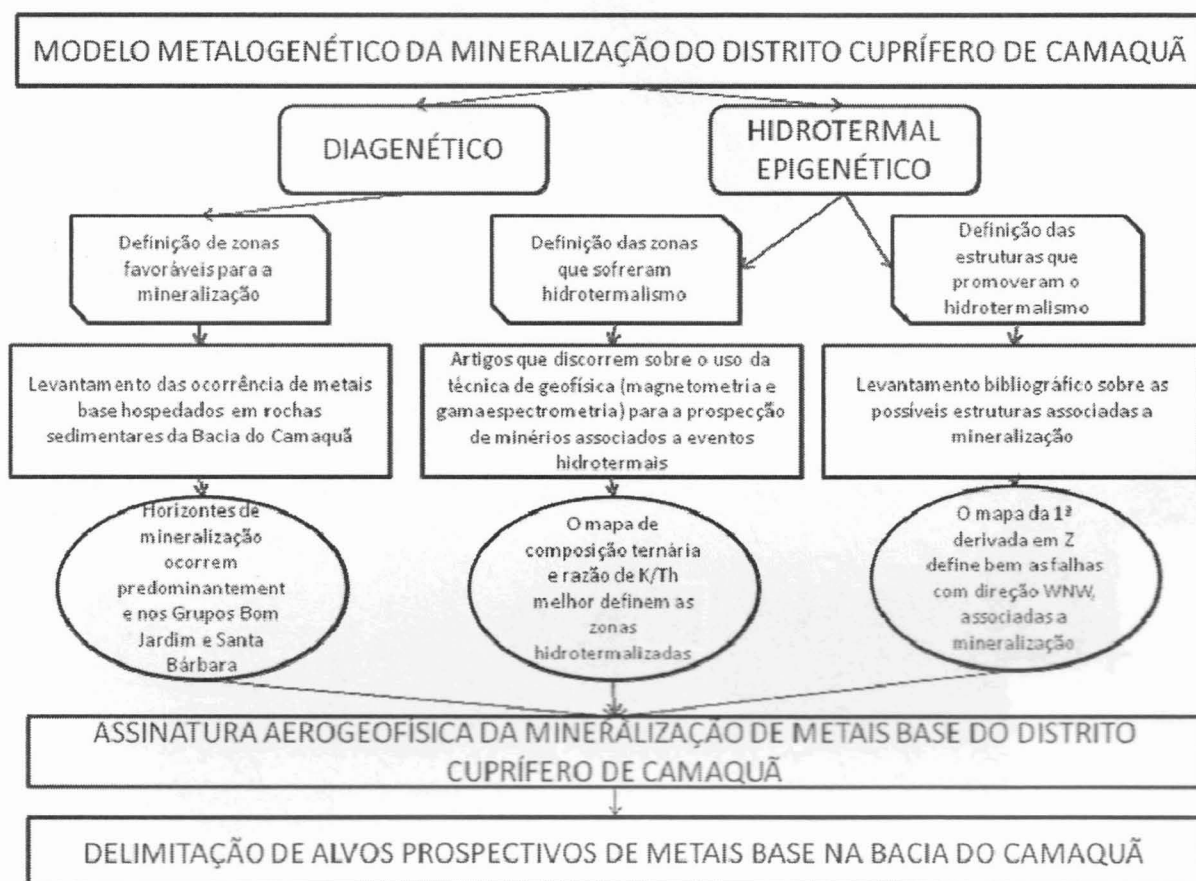 MODELO METALOGENÉTICO DA MINERALIZAÇÃO DO DISTRITO CUPRÍFERO DE CAMAQUÃ
DIAGENÉTICO
HIDROTERMAL
EPIGENÉTICO
Definição de zonas
favoráveis para a
mineralização
Definição das zonas
que sofreram
hidrotermalismo
Definição das
estruturas que
promoveram o
hidrotermalismo
Levantamento das ocorrência de metais
base hospedados em rochas
sedimentares da Bacia do Camaquã
Artigos que discorrem sobre o uso da
técnica de geofísica (magnetometria e
gamaespectrometria) para a prospecção
de minérios associados a eventos
hidrotermais
Levantamento bibliográfico sobre as
possíveis estruturas associadas a
mineralização
Horizontes de
mineralização
ocorrem
predominantement
e nos Grupos Bom
Jardim e Santa
Bárbara
O mapa de
composição ternária
e razão de K/Th
melhor definem as
zonas
hidrotermalizadas
O mapa da 1ª
derivada em Z
define bem as falhas
com direção WNW,
associadas a
mineralização
ASSINATURA AEROGEOFÍSICA DA MINERALIZAÇÃO DE METAIS BASE DO DISTRITO
CUPRÍFERO DE CAMAQUÃ
DELIMITAÇÃO DE ALVOS PROSPECTIVOS DE METAIS BASE NA BACIA DO CAMAQUÃ